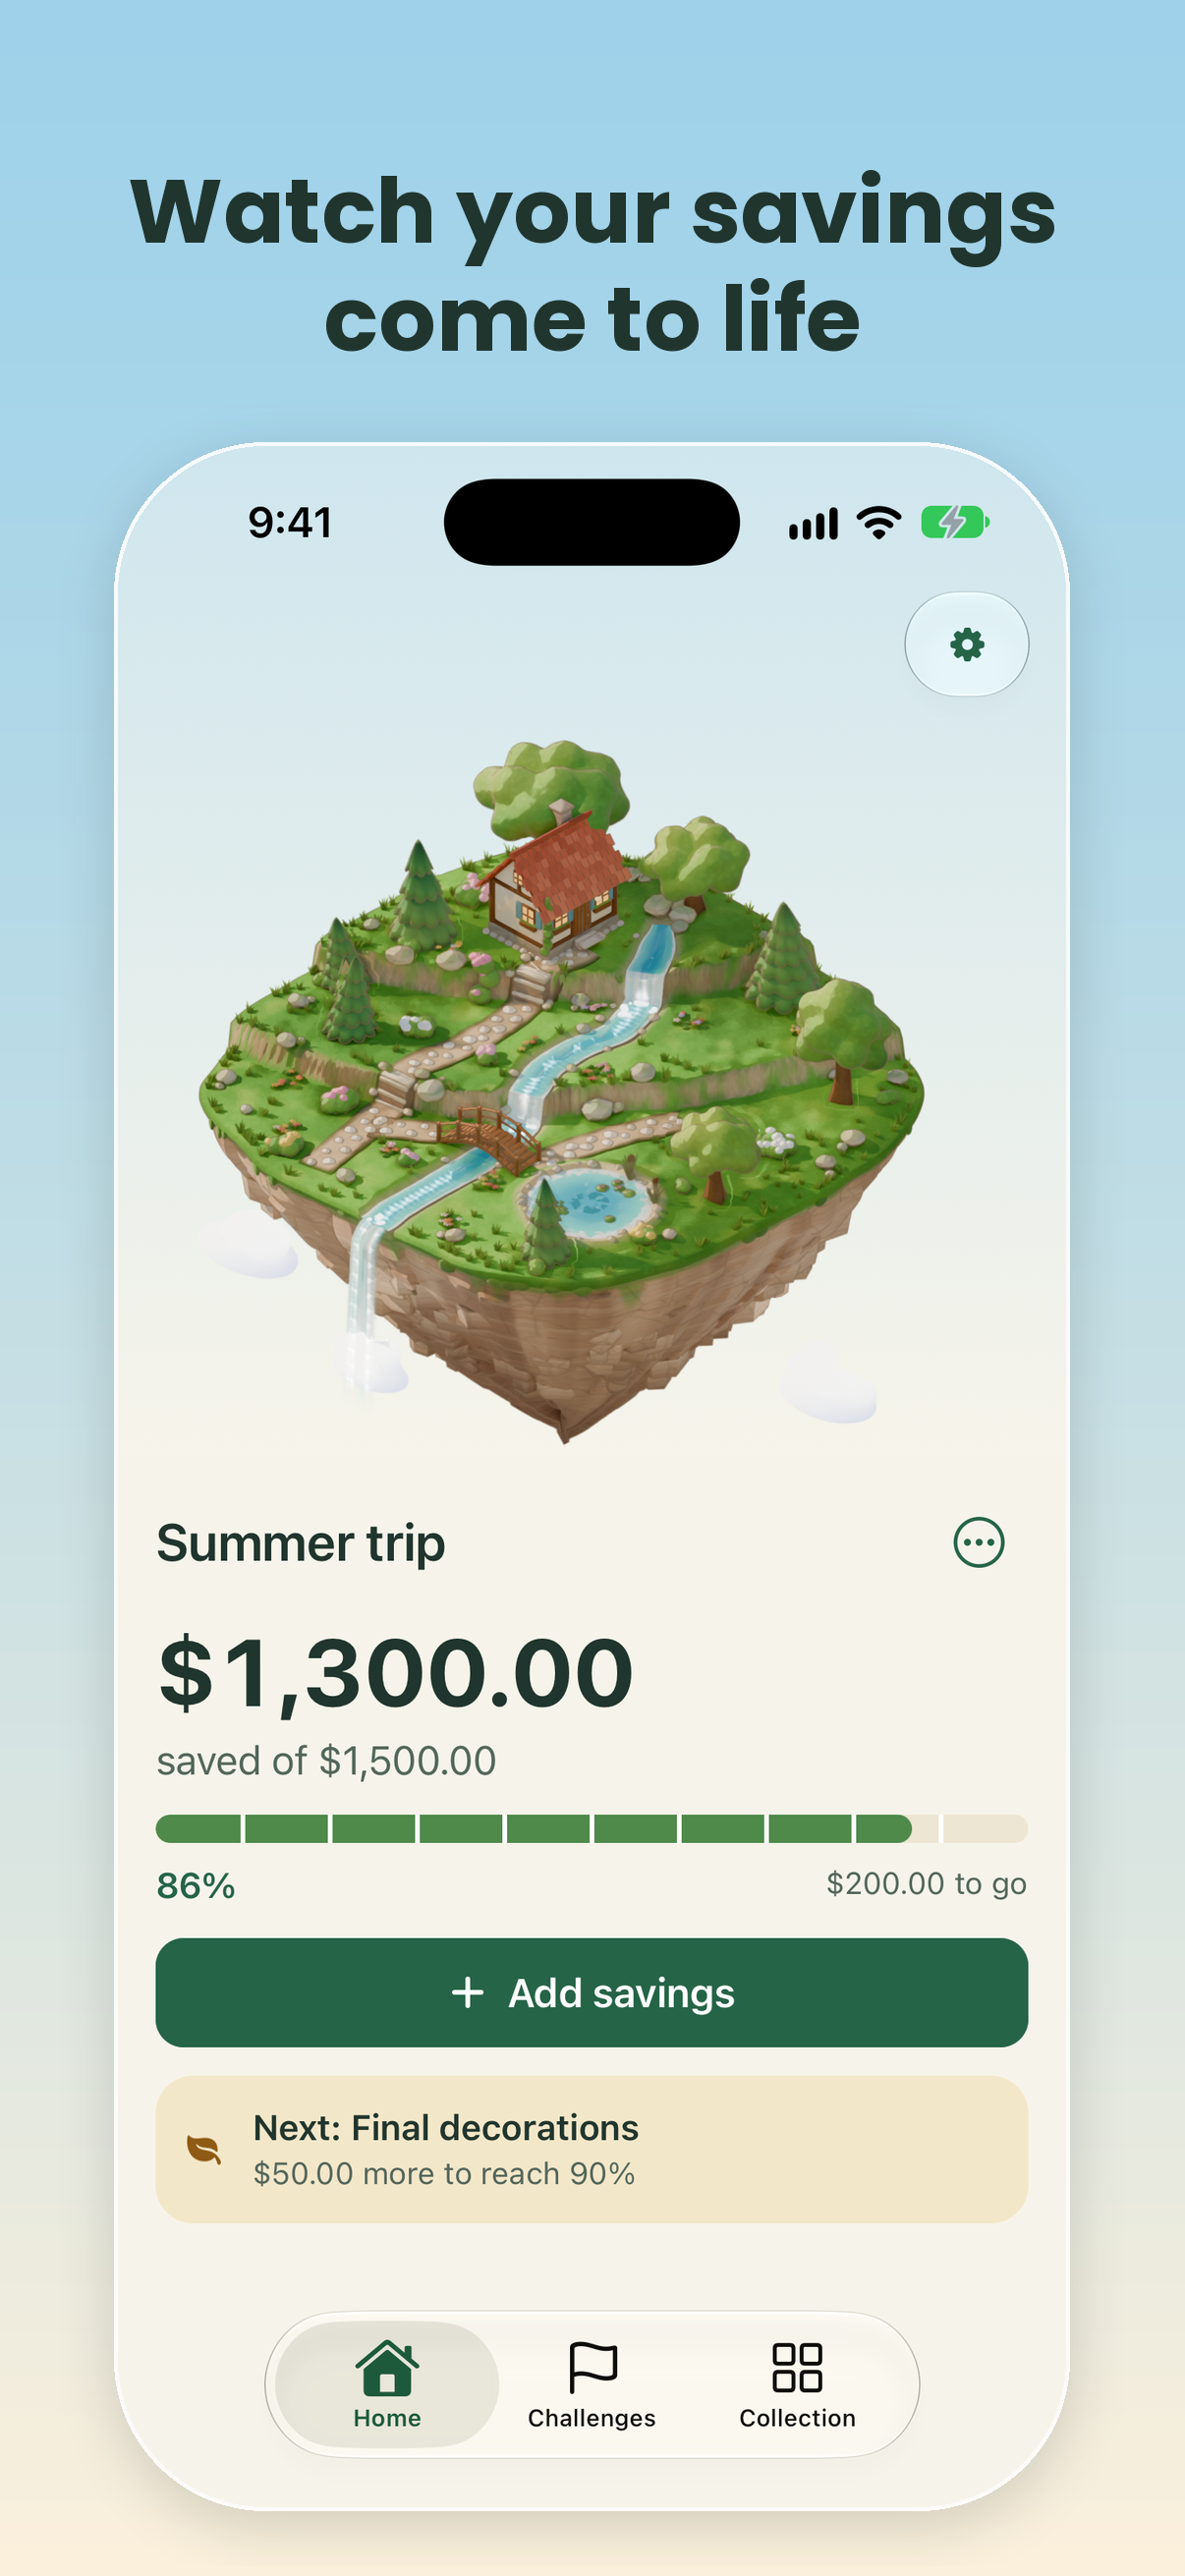 Watch your savings
come to life
9:41
Summer trip
$1,300.00
saved of $1,500.00
86%
$200.00 to go
+ Add savings
Next: Final decorations
$50.00 more to reach 90%
Home
Challenges
Collection